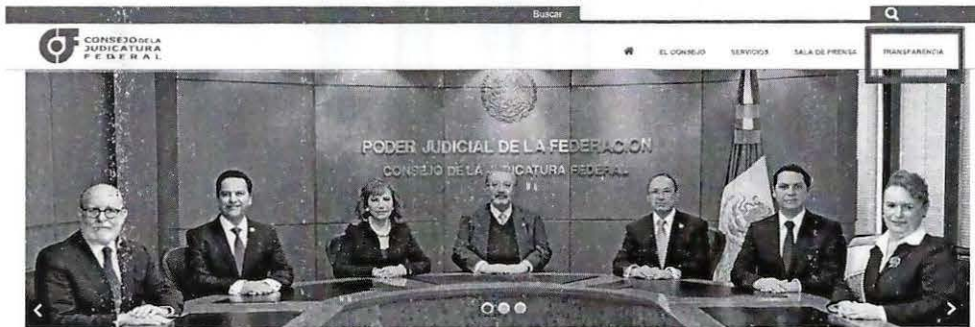 Buscar
CONSEJO DE LA
JUDICATURA
FEDERAL
EL CONSEJO SERVICIOS SALA DE PRENSA TRANSPARENCIA
PODER JUDICIAL DE LA FEDERACIÓN
CONSEJO DE LA JUDICATURA FEDERAL